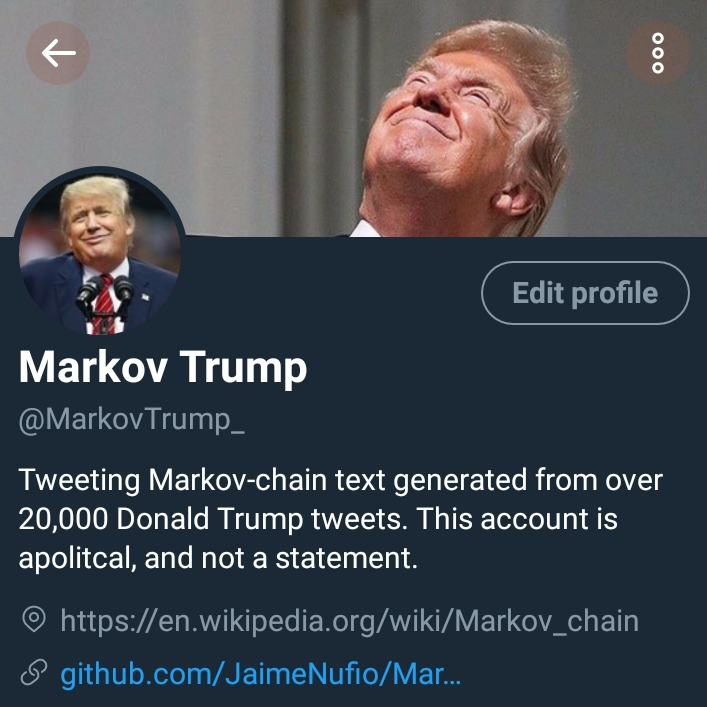 Edit profile
Markov Trump
@MarkovTrump_
Tweeting Markov-chain text generated from over
20,000 Donald Trump tweets. This account is
apolitcal, and not a statement.
https://en.wikipedia.org/wiki/Markov_chain
github.com/JaimeNufio/Mar...